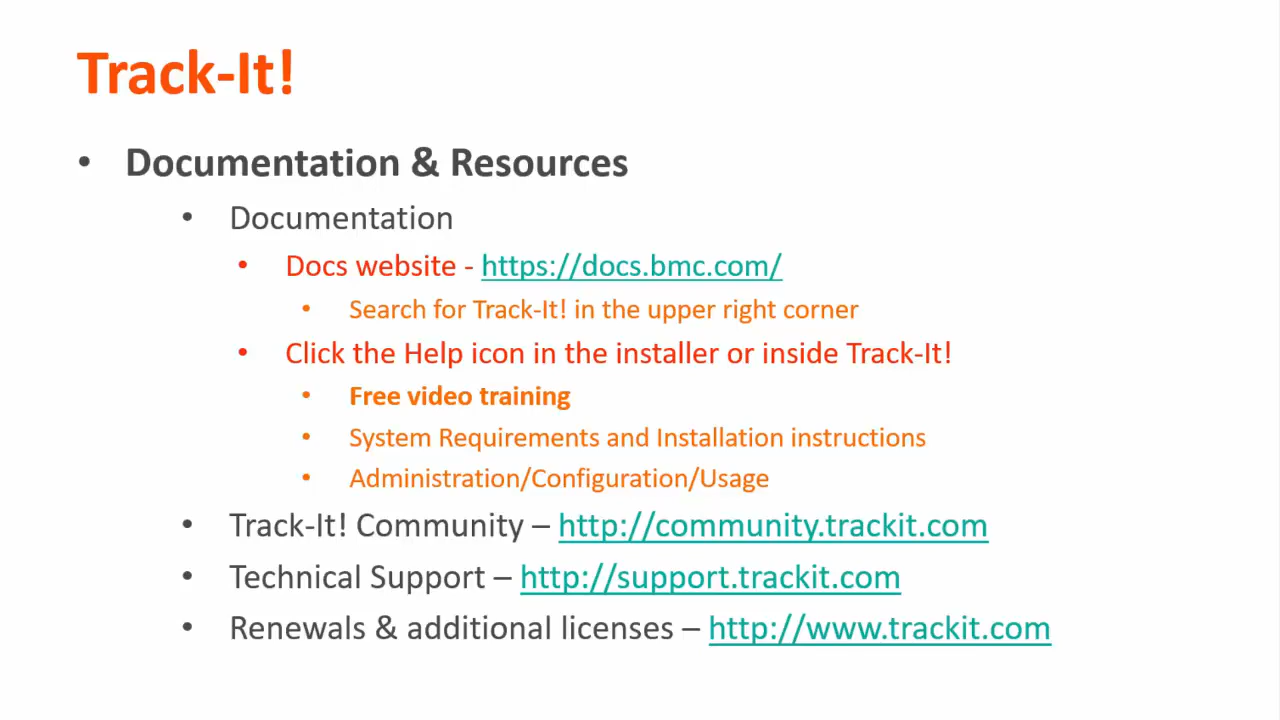 Track-It!
• Documentation & Resources
• Documentation
• Docs website - https://docs.bmc.com/
• Search for Track-It! in the upper right corner
• Click the Help icon in the installer or inside Track-It!
• Free video training
• System Requirements and Installation instructions
• Administration/Configuration/Usage
• Track-It! Community – http://community.trackit.com
• Technical Support – http://support.trackit.com
• Renewals & additional licenses – http://www.trackit.com